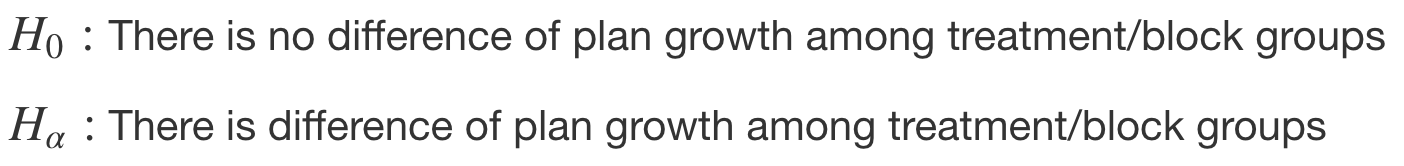 H₀ : There is no difference of plan growth among treatment/block groups
Hα : There is difference of plan growth among treatment/block groups